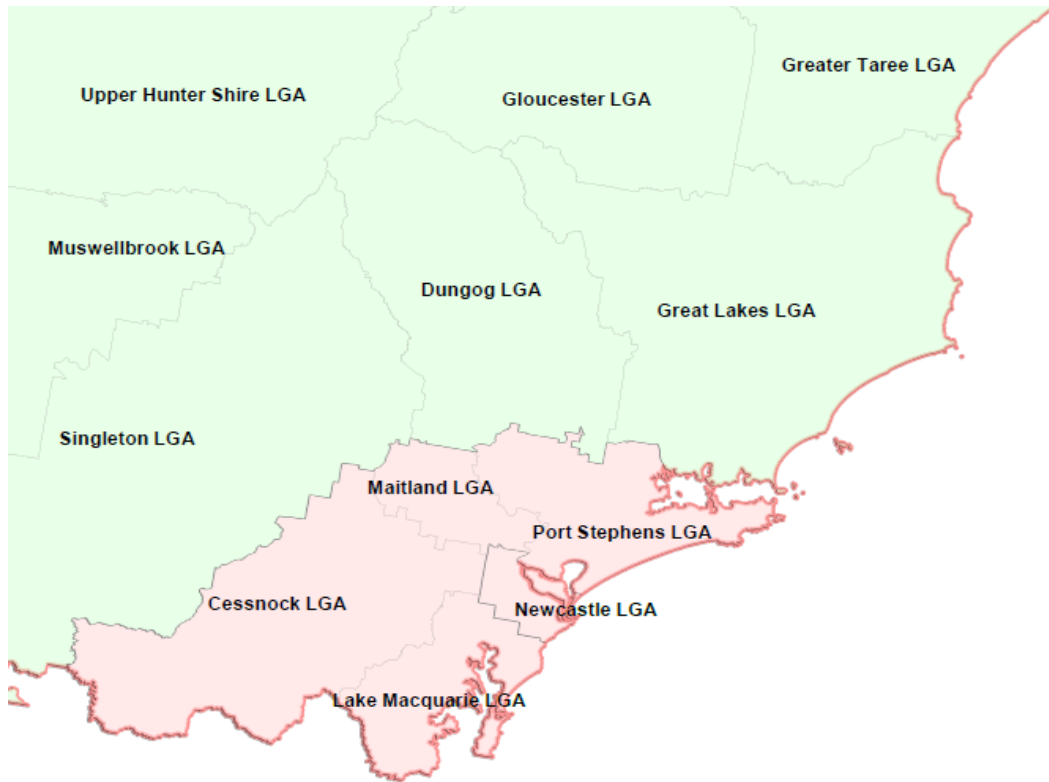 Greater Taree LGA
Upper Hunter Shire LGA
Gloucester LGA
Muswellbrook LGA
Dungog LGA
Great Lakes LGA
Singleton LGA
Maitland LGA
Port Stephens LGA
Cessnock LGA
Newcastle LGA
Lake Macquarie LGA